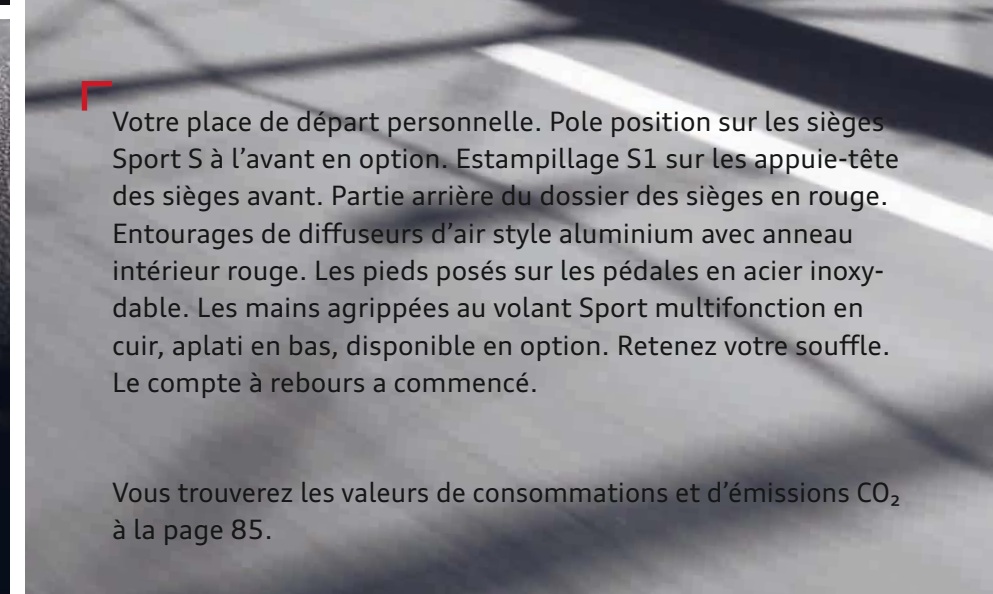 Votre place de départ personnelle. Pole position sur les sièges
Sport S à l'avant en option. Estampillage S1 sur les appuie-tête
des sièges avant. Partie arrière du dossier des sièges en rouge.
Entourages de diffuseurs d'air style aluminium avec anneau
intérieur rouge. Les pieds posés sur les pédales en acier inoxy-
dable. Les mains agrippées au volant Sport multifonction en
cuir, aplati en bas, disponible en option. Retenez votre souffle.
Le compte à rebours a commencé.
Vous trouverez les valeurs de consommations et d'émissions CO₂
à la page 85.